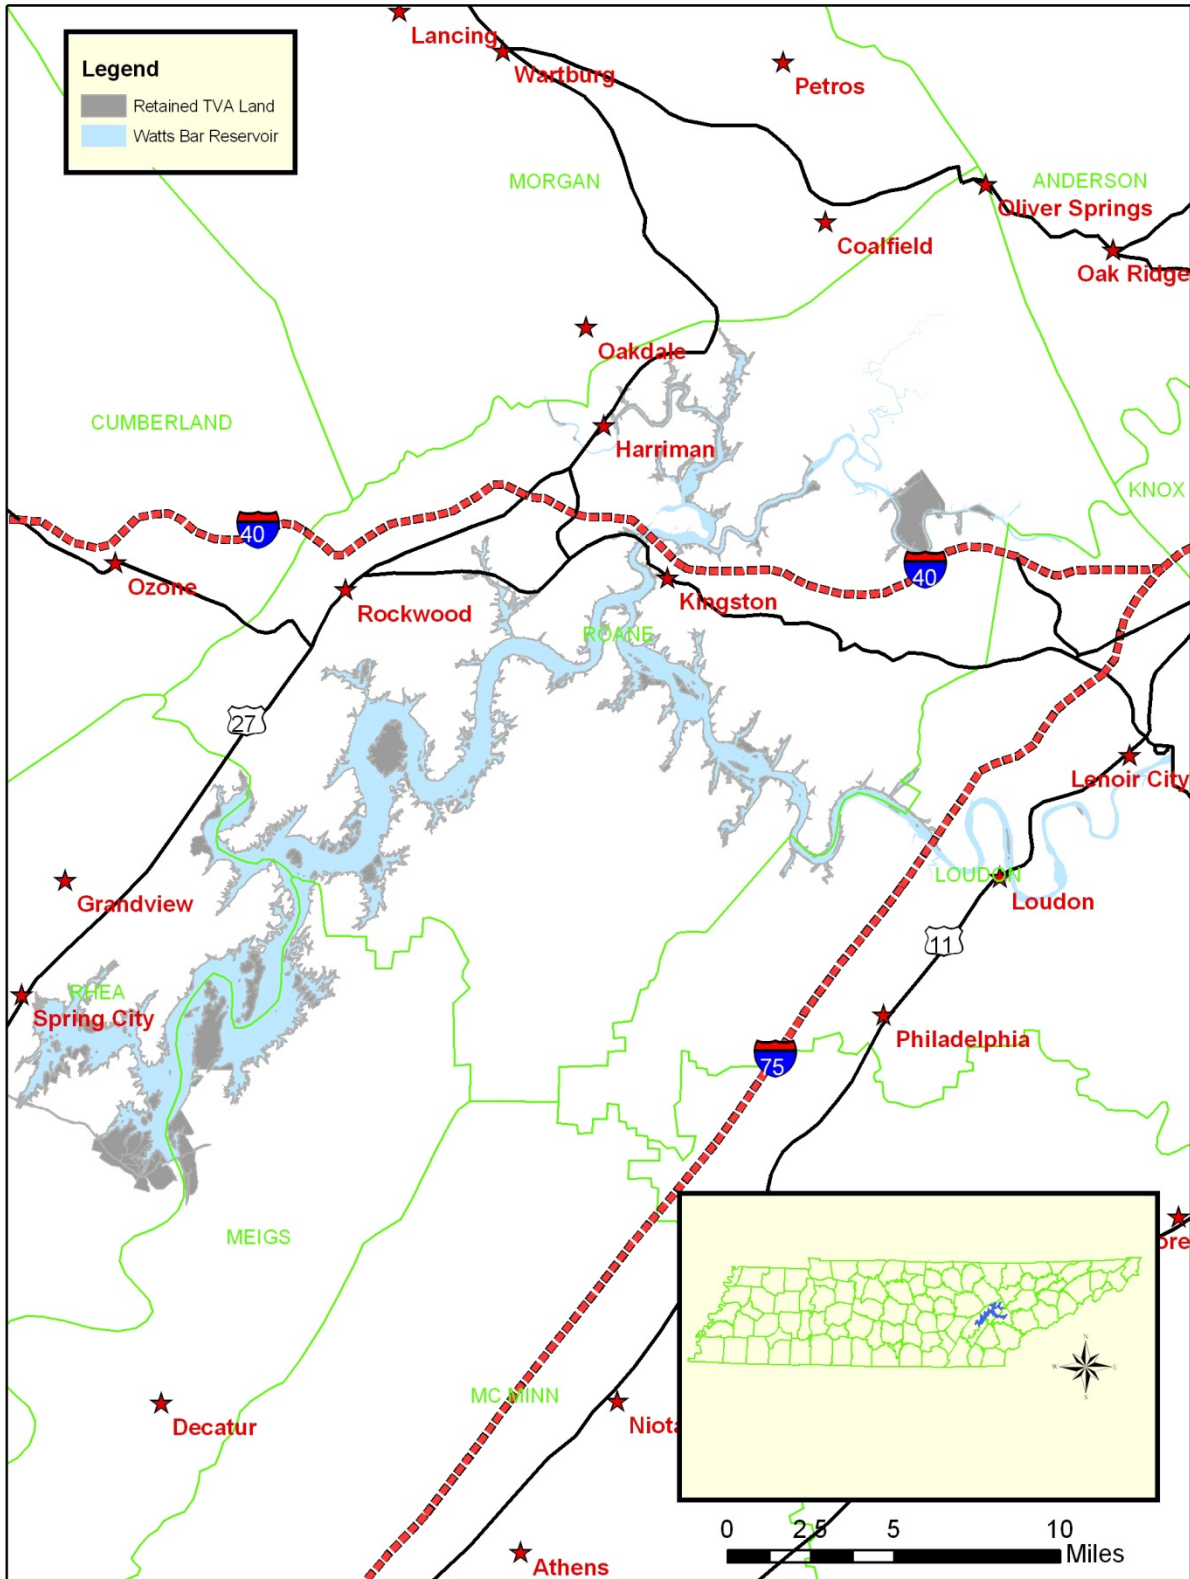 Lancing
Wartburg
Petros
Legend
Retained TVA Land
Watts Bar Reservoir
MORGAN
ANDERSON
Oliver Springs
Coalfield
Oak Ridge
Oakdale
CUMBERLAND
Harriman
KNOX
40
40
Ozone
Rockwood
Kingston
ROANE
27
Lenoir City
LOUDON
Loudon
Grandview
11
RHEA
Spring City
Philadelphia
75
MEIGS
ore
N
W
E
S
MC MINN
Decatur
Niota
0
2.5
5
10
Miles
Athens